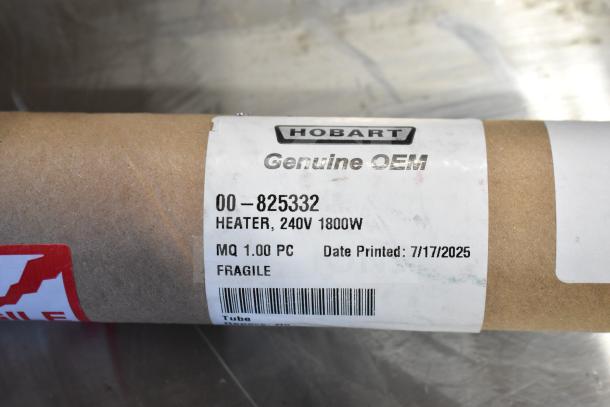 HOBART
Genuine OEM
00-825332
HEATER, 240V 1800W
MQ 1.00 PC Date Printed: 7/17/2025
FRAGILE
Tube